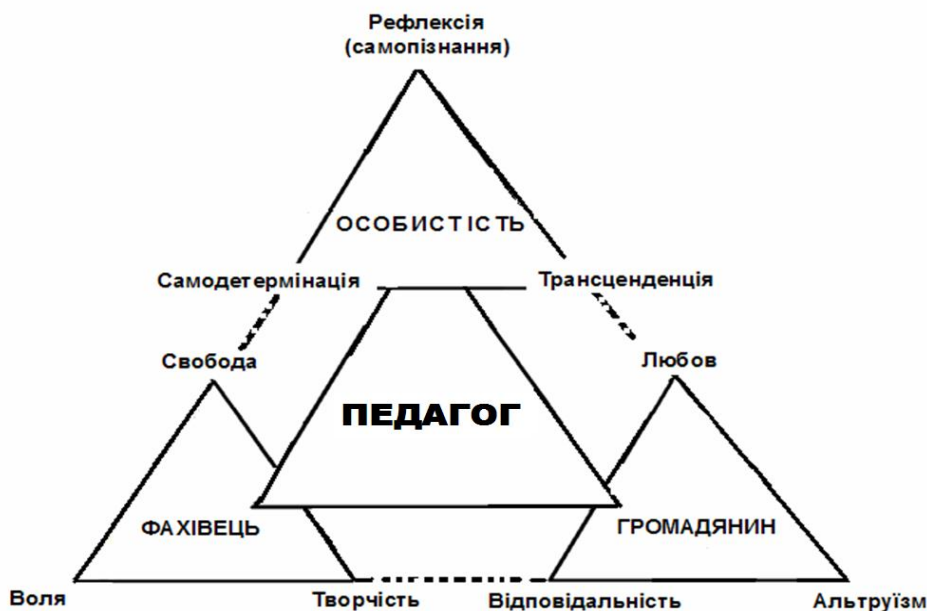 Рефлексія
(самопізнання)
ОСОБИСТІСТЬ
Самодетермінація
Трансценденція
Свобода
Любов
ПЕДАГОГ
ФАХІВЕЦЬ
ГРОМАДЯНИН
Воля
Творчість
Відповідальність
Альтруїзм